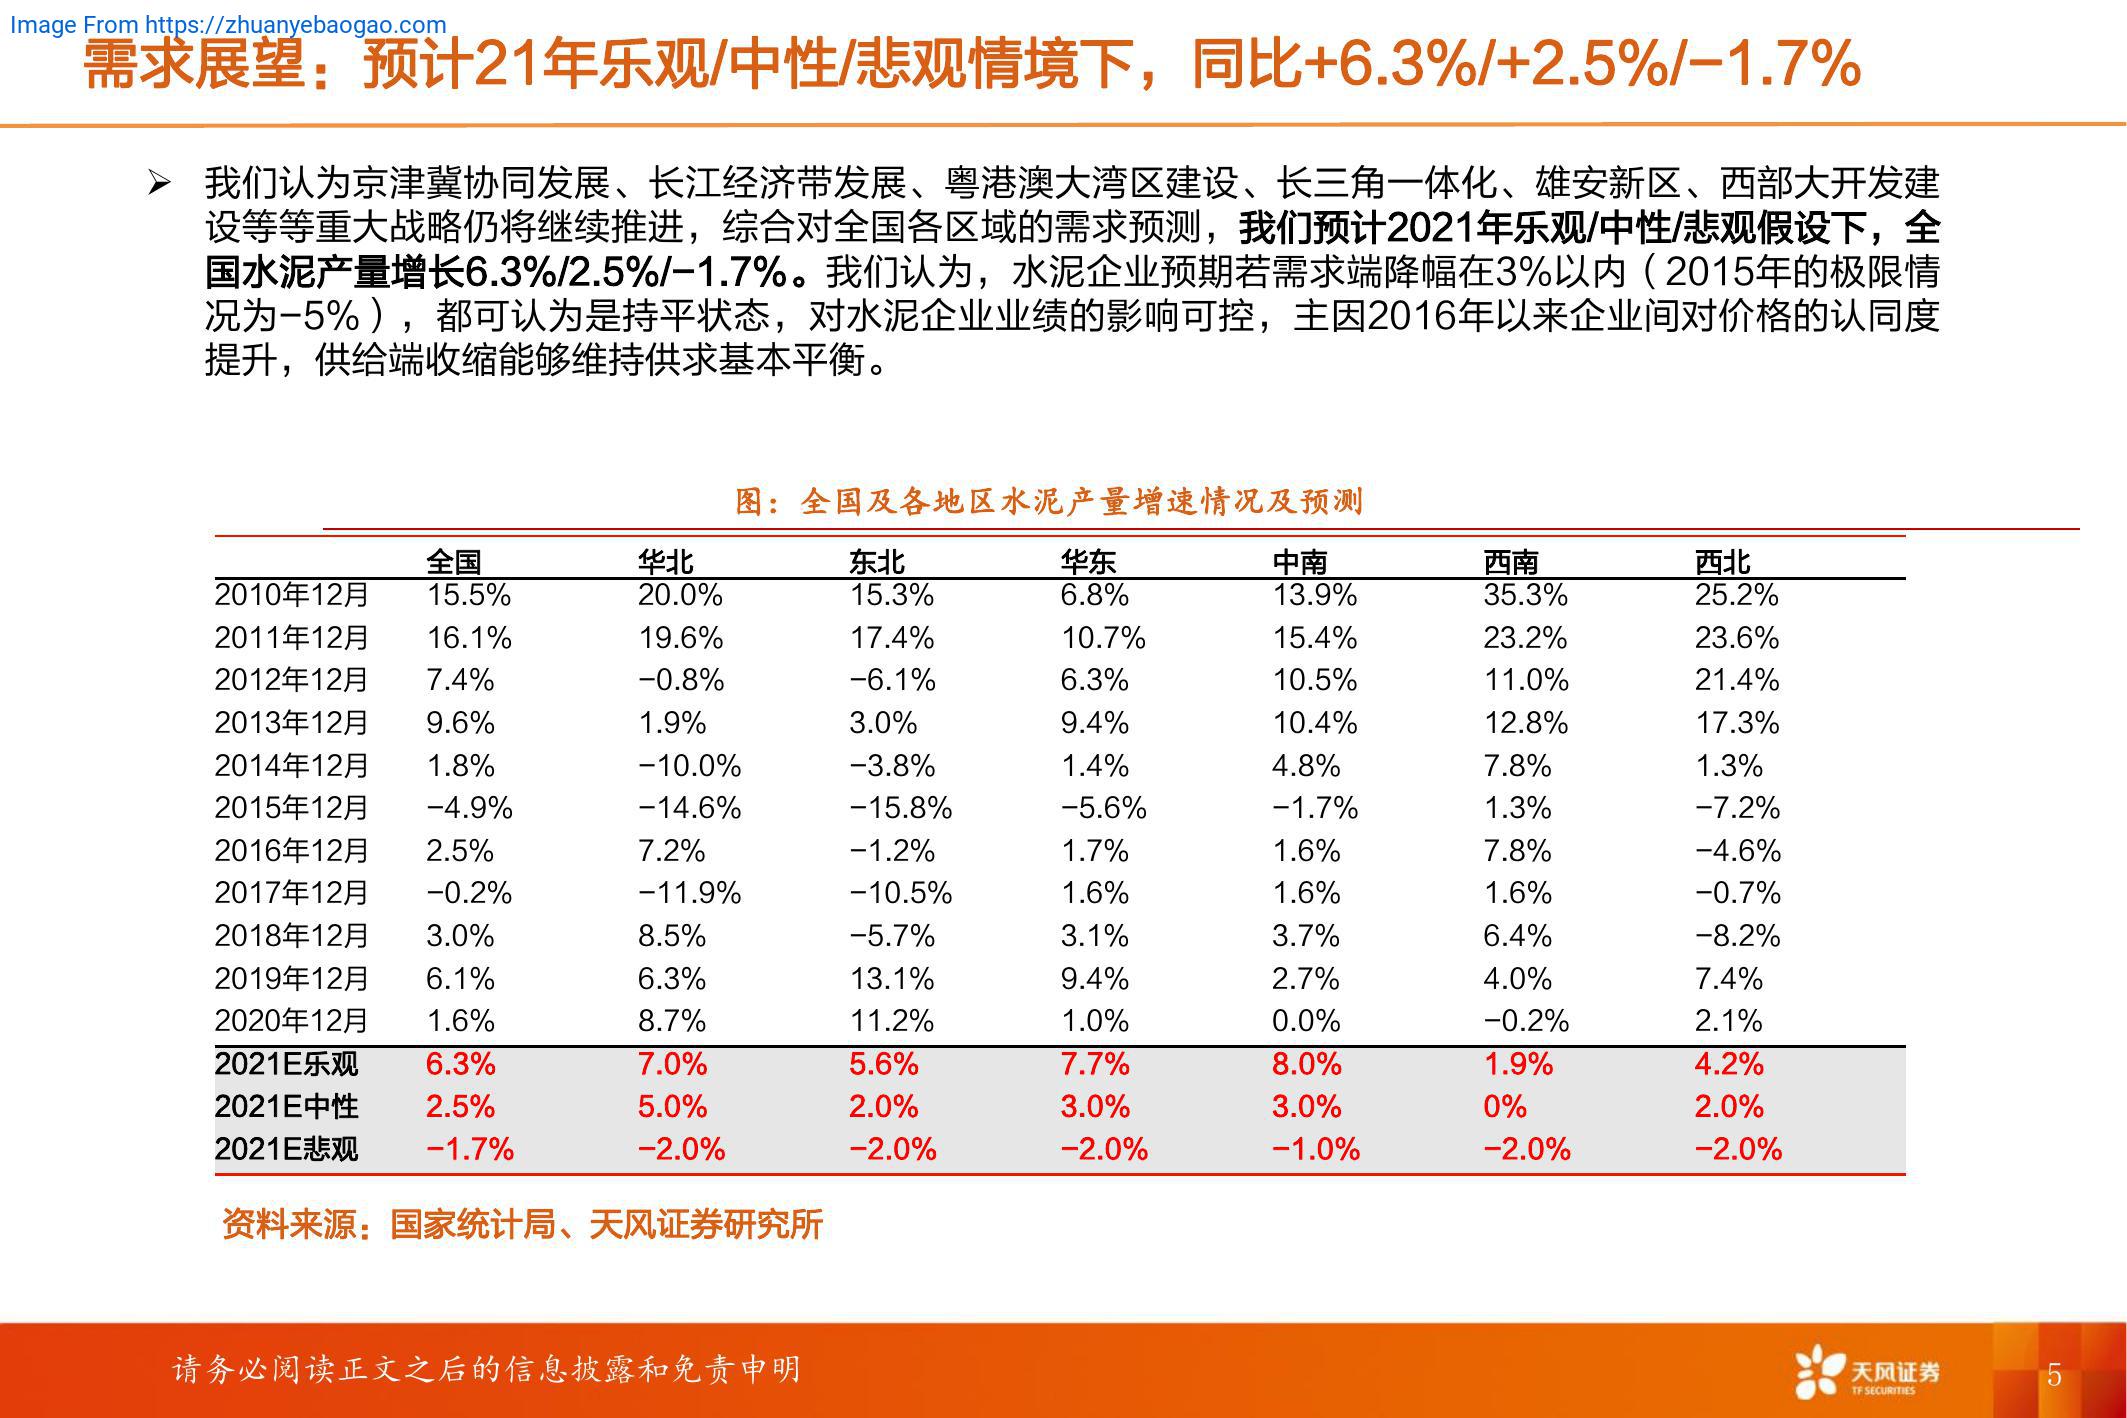 Image From https://zhuanyebaogao.com
需求展望：预计21年乐观/中性/悲观情境下，同比+6.3%/+2.5%/-1.7%
➢ 我们认为京津冀协同发展、长江经济带发展、粤港澳大湾区建设、长三角一体化、雄安新区、西部大开发建
设等等重大战略仍将继续推进，综合对全国各区域的需求预测，我们预计2021年乐观/中性/悲观假设下，全
国水泥产量增长6.3%/2.5%/-1.7%。我们认为，水泥企业预期若需求端降幅在3%以内（2015年的极限情
况为-5%），都可认为是持平状态，对水泥企业业绩的影响可控，主因2016年以来企业间对价格的认同度
提升，供给端收缩能够维持供求基本平衡。
图：全国及各地区水泥产量增速情况及预测
全国 华北 东北 华东 中南 西南 西北
2010年12月 15.5% 20.0% 15.3% 6.8% 13.9% 35.3% 25.2%
2011年12月 16.1% 19.6% 17.4% 10.7% 15.4% 23.2% 23.6%
2012年12月 7.4% -0.8% -6.1% 6.3% 10.5% 11.0% 21.4%
2013年12月 9.6% 1.9% 3.0% 9.4% 10.4% 12.8% 17.3%
2014年12月 1.8% -10.0% -3.8% 1.4% 4.8% 7.8% 1.3%
2015年12月 -4.9% -14.6% -15.8% -5.6% -1.7% 1.3% -7.2%
2016年12月 2.5% 7.2% -1.2% 1.7% 1.6% 7.8% -4.6%
2017年12月 -0.2% -11.9% -10.5% 1.6% 1.6% 1.6% -0.7%
2018年12月 3.0% 8.5% -5.7% 3.1% 3.7% 6.4% -8.2%
2019年12月 6.1% 6.3% 13.1% 9.4% 2.7% 4.0% 7.4%
2020年12月 1.6% 8.7% 11.2% 1.0% 0.0% -0.2% 2.1%
2021E乐观 6.3% 7.0% 5.6% 7.7% 8.0% 1.9% 4.2%
2021E中性 2.5% 5.0% 2.0% 3.0% 3.0% 0% 2.0%
2021E悲观 -1.7% -2.0% -2.0% -2.0% -1.0% -2.0% -2.0%
资料来源：国家统计局、天风证券研究所
请务必阅读正文之后的信息披露和免责申明
天风证券
TF SECURITIES
5